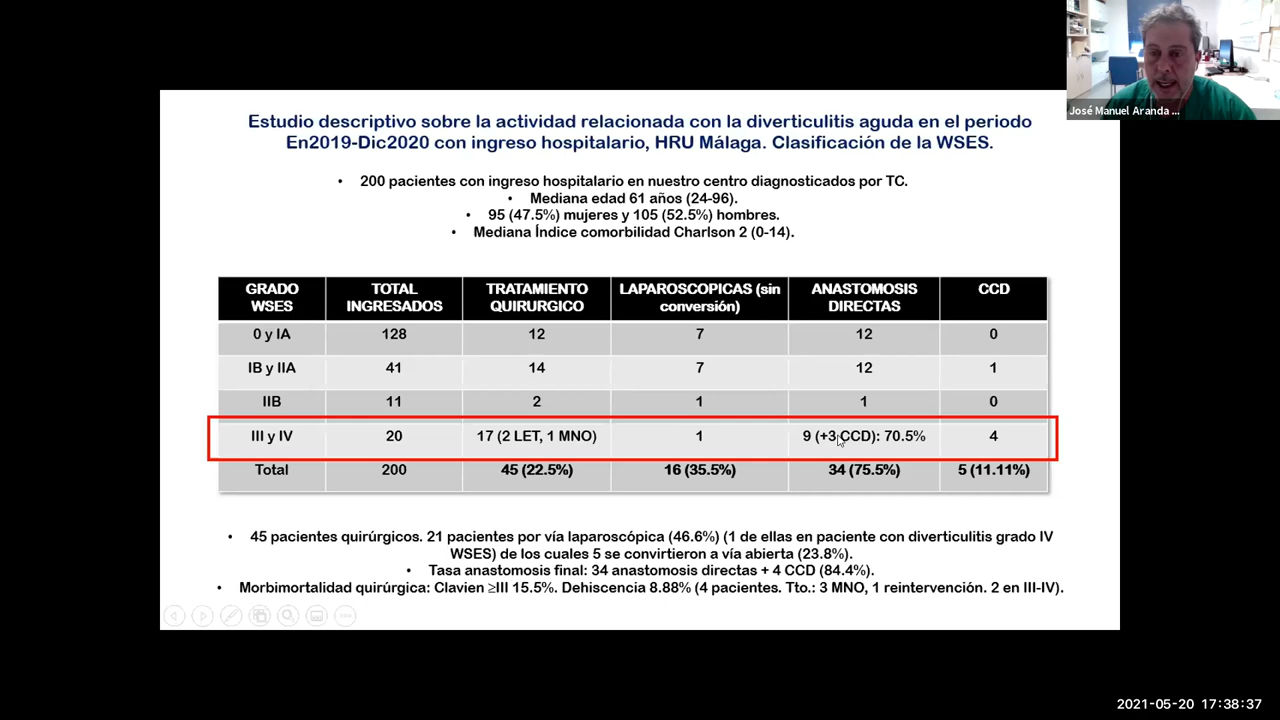 José Manuel Aranda ...
Estudio descriptivo sobre la actividad relacionada con la diverticulitis aguda en el periodo
En2019-Dic2020 con ingreso hospitalario, HRU Málaga. Clasificación de la WSES.
• 200 pacientes con ingreso hospitalario en nuestro centro diagnosticados por TC.
• Mediana edad 61 años (24-96).
• 95 (47.5%) mujeres y 105 (52.5%) hombres.
• Mediana Índice comorbilidad Charlson 2 (0-14).
GRADO WSES TOTAL INGRESADOS TRATAMIENTO QUIRURGICO LAPAROSCOPICAS (sin conversión) ANASTOMOSIS DIRECTAS CCD
0 y IA 128 12 7 12 0
IB y IIA 41 14 7 12 1
IIB 11 2 1 1 0
III y IV 20 17 (2 LET, 1 MNO) 1 9 (+3 CCD): 70.5% 4
Total 200 45 (22.5%) 16 (35.5%) 34 (75.5%) 5 (11.11%)
• 45 pacientes quirúrgicos. 21 pacientes por vía laparoscópica (46.6%) (1 de ellas en paciente con diverticulitis grado IV
WSES) de los cuales 5 se convirtieron a vía abierta (23.8%).
• Tasa anastomosis final: 34 anastomosis directas + 4 CCD (84.4%).
• Morbimortalidad quirúrgica: Clavien ≥III 15.5%. Dehiscencia 8.88% (4 pacientes. Tto.: 3 MNO, 1 reintervención. 2 en III-IV).
2021-05-20 17:38:37